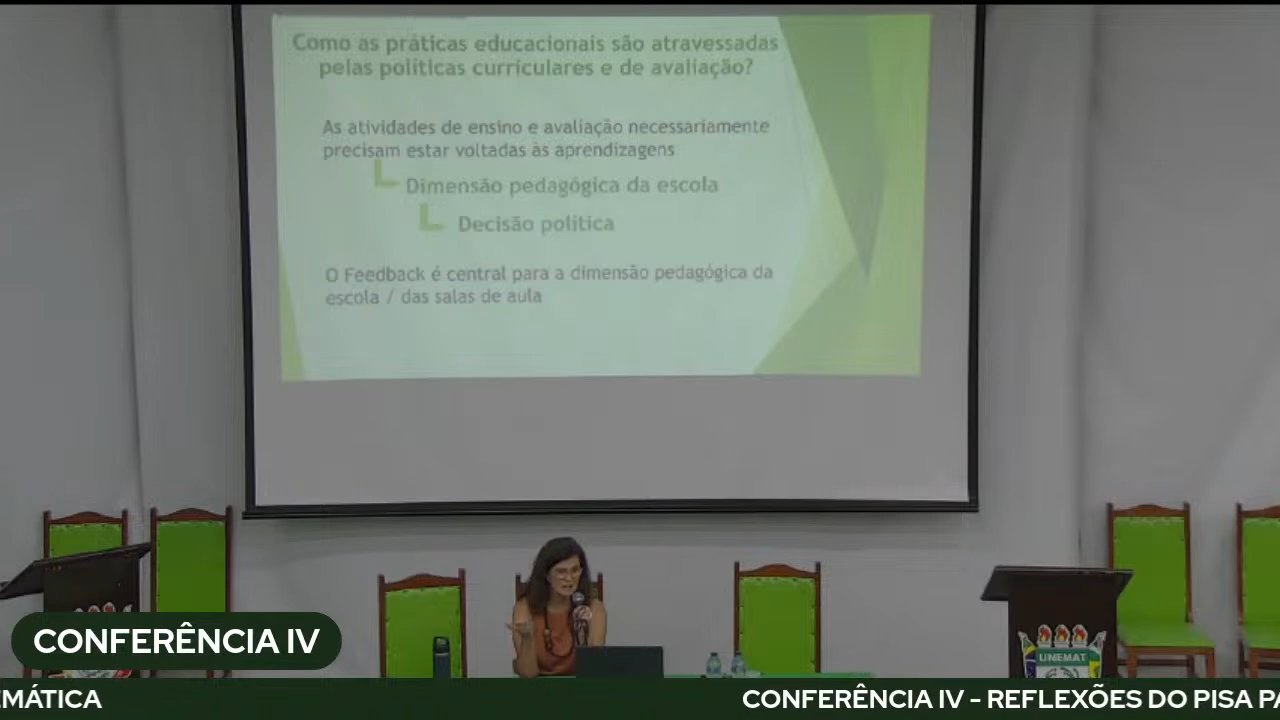 Como as práticas educacionais são atravessadas
pelas políticas curriculares e de avaliação?
As atividades de ensino e avaliação necessariamente
precisam estar voltadas às aprendizagens
Dimensão pedagógica da escola
Decisão política
O Feedback é central para a dimensão pedagógica da
escola / das salas de aula
CONFERÊNCIA IV
UNEMAT
EMÁTICA
CONFERÊNCIA IV - REFLEXÕES DO PISA PA